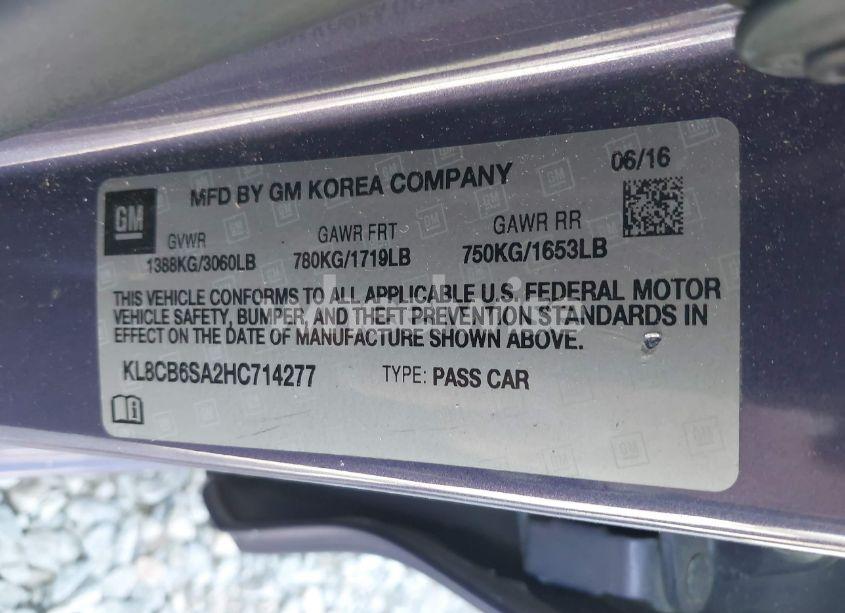 06/16
MFD BY GM KOREA COMPANY
GM
GVWR GAWR FRT GAWR RR
1388KG/3060LB 780KG/1719LB 750KG/1653LB
THIS VEHICLE CONFORMS TO ALL APPLICABLE U.S. FEDERAL MOTOR
VEHICLE SAFETY, BUMPER, AND THEFT PREVENTION STANDARDS IN
EFFECT ON THE DATE OF MANUFACTURE SHOWN ABOVE.
KL8CB6SA2HC714277 TYPE: PASS CAR